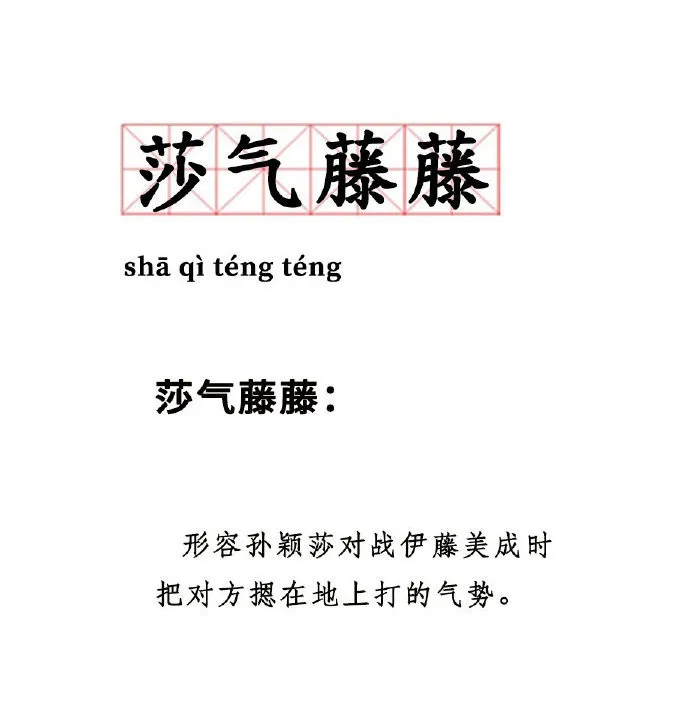 莎气藤藤
shā qì téng téng
莎气藤藤：
形容孙颖莎对战伊藤美成时
把对方摁在地上打的气势。